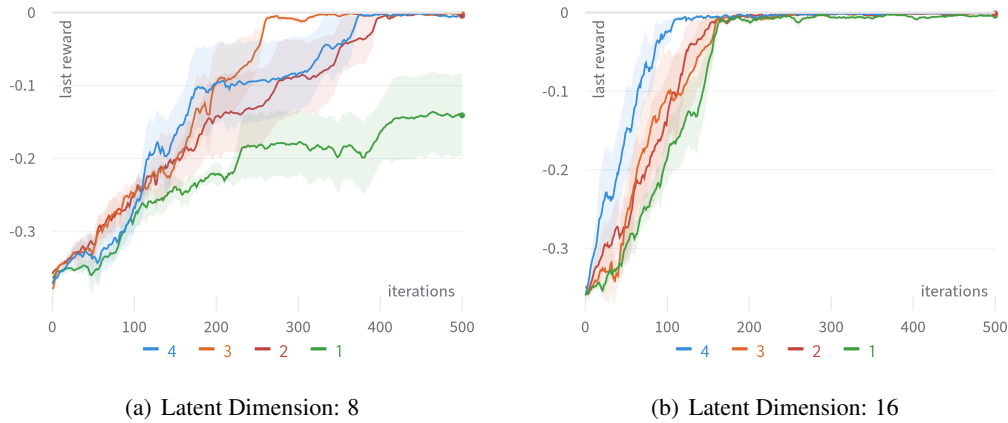 0
-0.1
-0.2
-0.3
last reward
iterations
0 100 200 300 400 500
4 3 2 1
(a) Latent Dimension: 8
0
-0.1
-0.2
-0.3
last reward
iterations
0 100 200 300 400 500
4 3 2 1
(b) Latent Dimension: 16